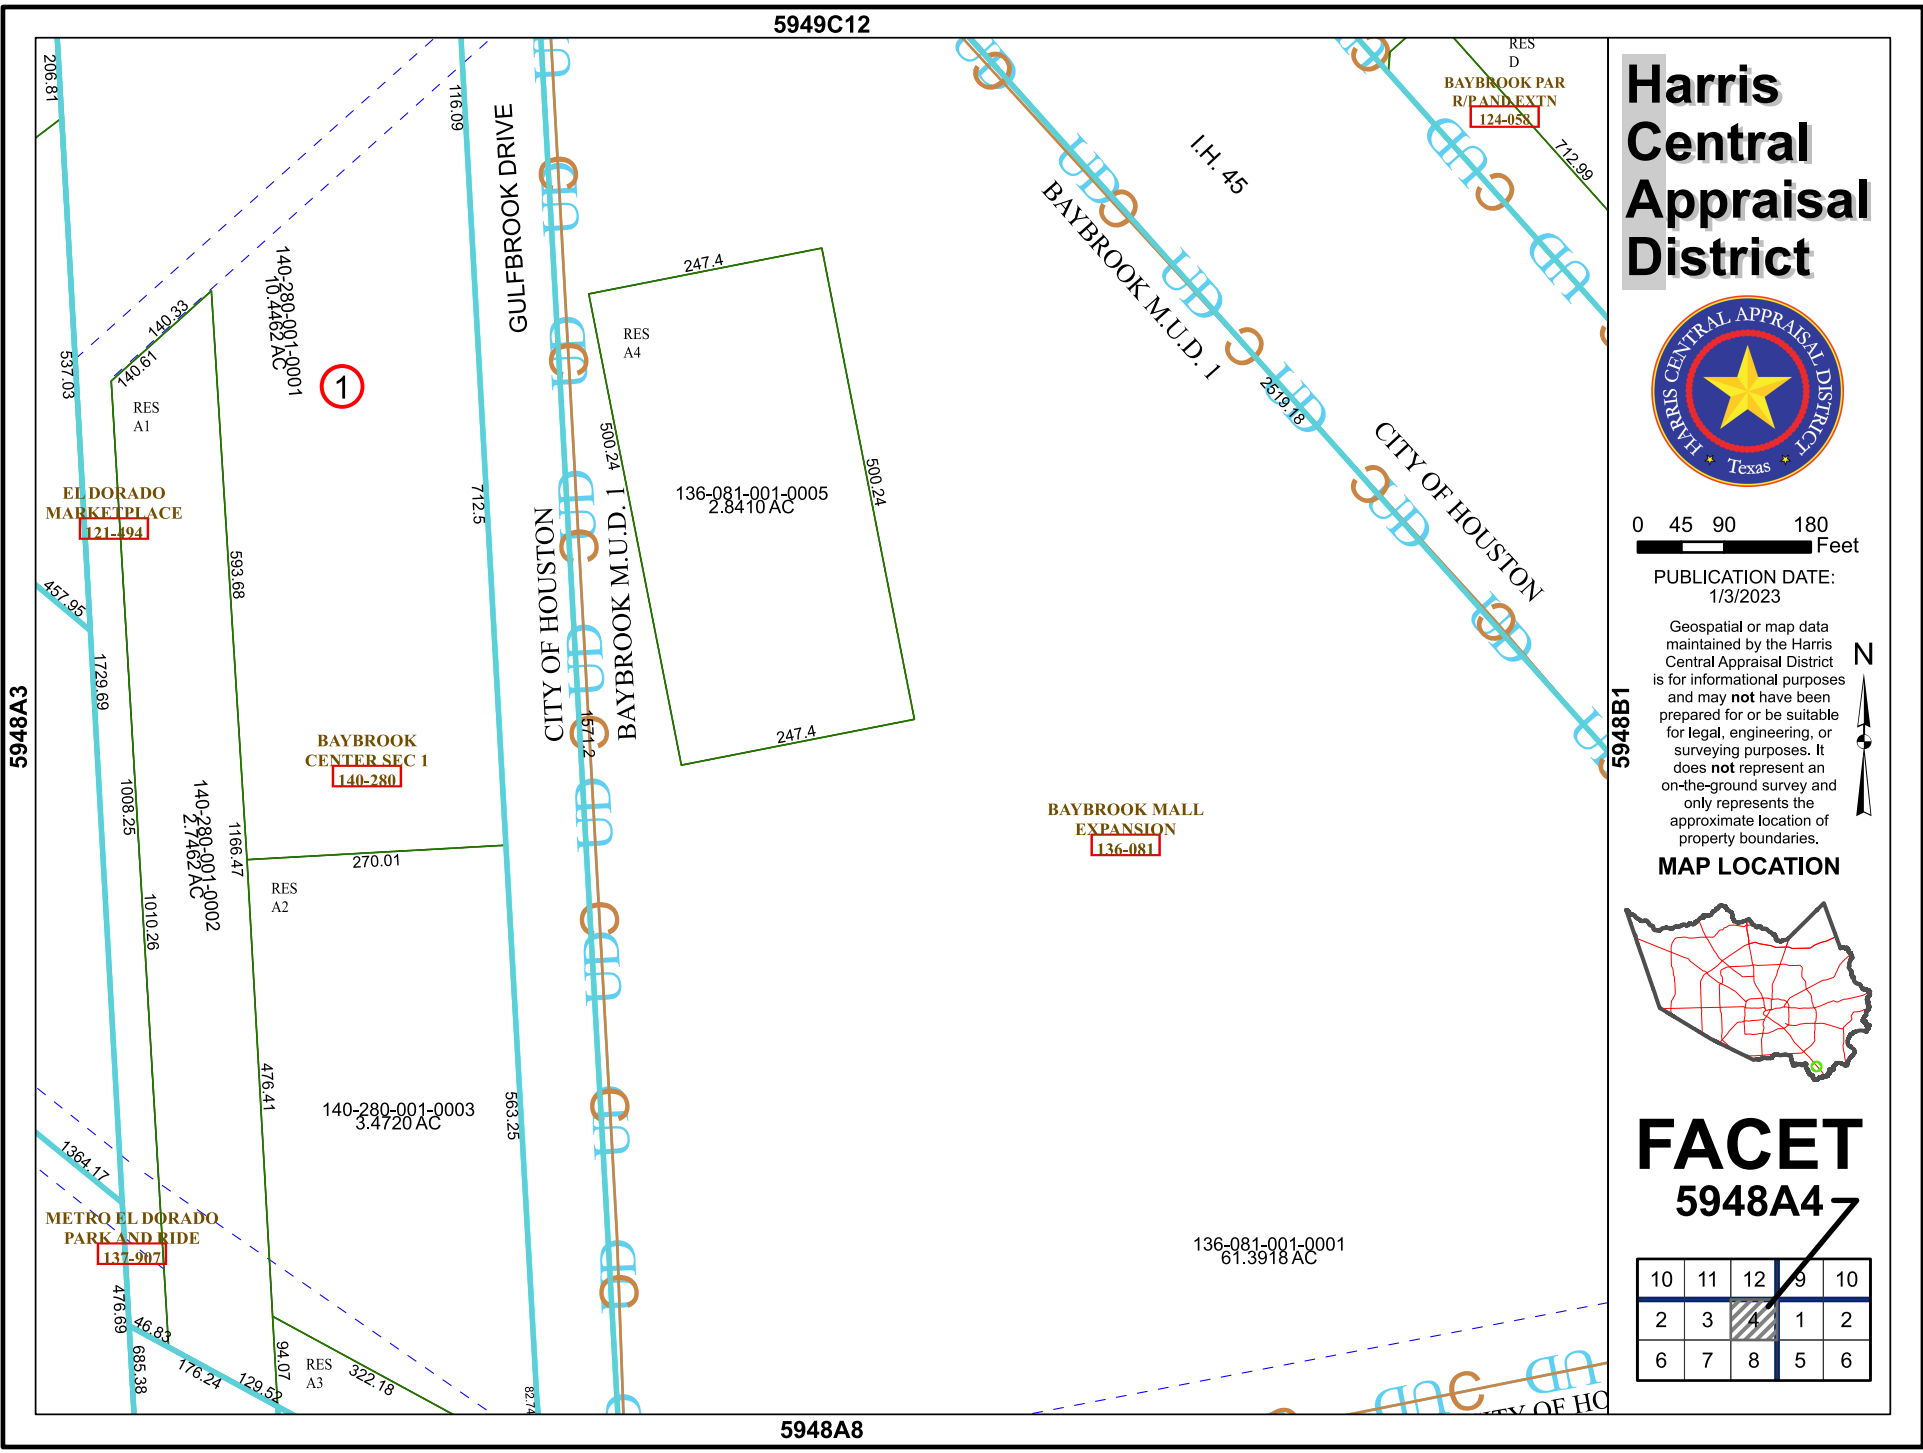 5949C12
206.81
116.09
GULFBROOK DRIVE
RES
D
BAYBROOK PAR
R/P AND EXTN
124-058
712.99
I.H. 45
BAYBROOK M.U.D. 1
2519.18
CITY OF HOUSTON
140-280-001-0001
10.4462 AC
1
140.33
140.61
537.03
RES
A1
247.4
RES
A4
500.24
500.24
136-081-001-0005
2.8410 AC
247.4
EL DORADO
MARKETPLACE
121-494
712.5
593.68
457.95
1729.69
CITY OF HOUSTON
BAYBROOK M.U.D. 1
1571.2
5948A3
5948B1
BAYBROOK
CENTER SEC 1
140-280
1008.25
140-280-001-0002
2.7462 AC
1166.47
270.01
RES
A2
1010.26
BAYBROOK MALL
EXPANSION
136-081
476.41
140-280-001-0003
3.4720 AC
563.25
1364.17
METRO EL DORADO
PARK AND RIDE
137-907
136-081-001-0001
61.3918 AC
476.69
46.83
685.38
176.24
129.52
94.07
RES
A3
322.18
82.74
TY OF HO
5948A8
Harris
Central
Appraisal
District
HARRIS CENTRAL APPRAISAL DISTRICT
Texas
0 45 90 180
Feet
PUBLICATION DATE:
1/3/2023
Geospatial or map data
maintained by the Harris
Central Appraisal District
is for informational purposes
and may not have been
prepared for or be suitable
for legal, engineering, or
surveying purposes. It
does not represent an
on-the-ground survey and
only represents the
approximate location of
property boundaries.
N
MAP LOCATION
FACET
5948A4
10 11 12 9 10
2 3 4 1 2
6 7 8 5 6